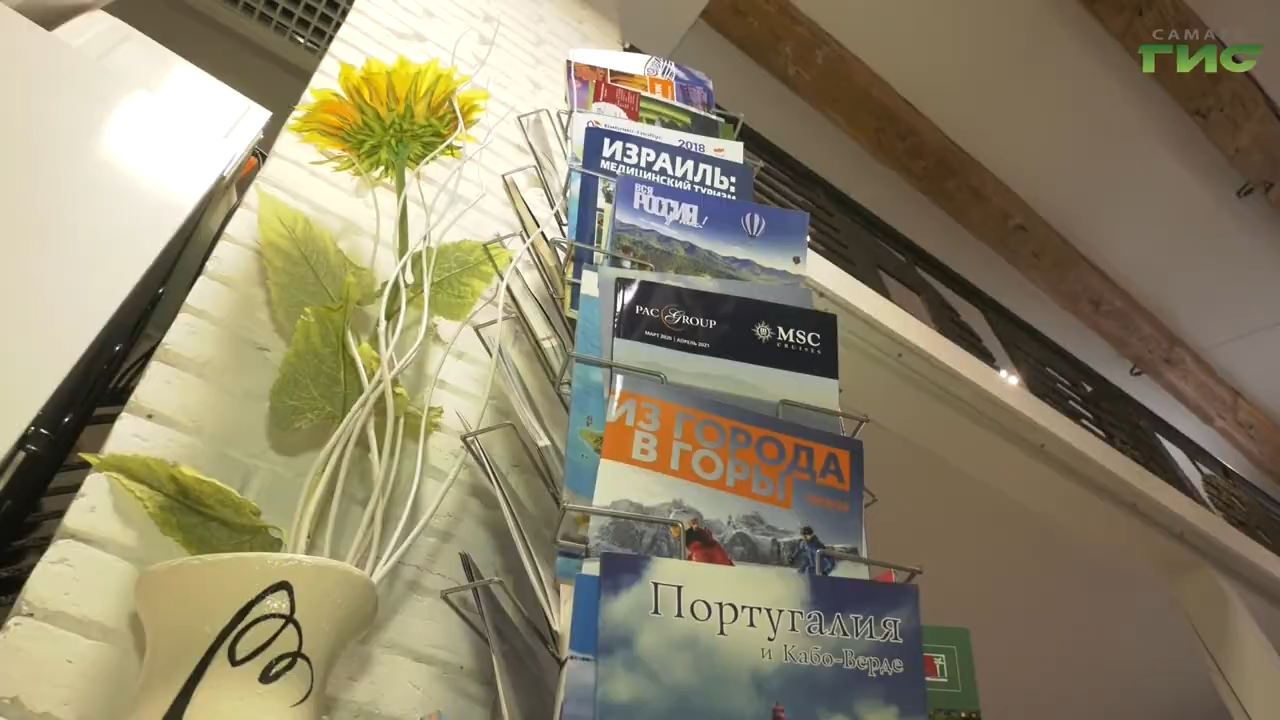 САМАРА
ГИС
2018
ИЗРАИЛЬ:
МЕДИЦИНСКИЙ ТУРИЗМ
ВСЯ
РОССИЯ
PAC GROUP
MSC
CRUISES
МАРТ 2020 | АПРЕЛЬ 2021
ИЗ ГОРОДА
В ГОРЫ
Португалия
и Кабо-Верде